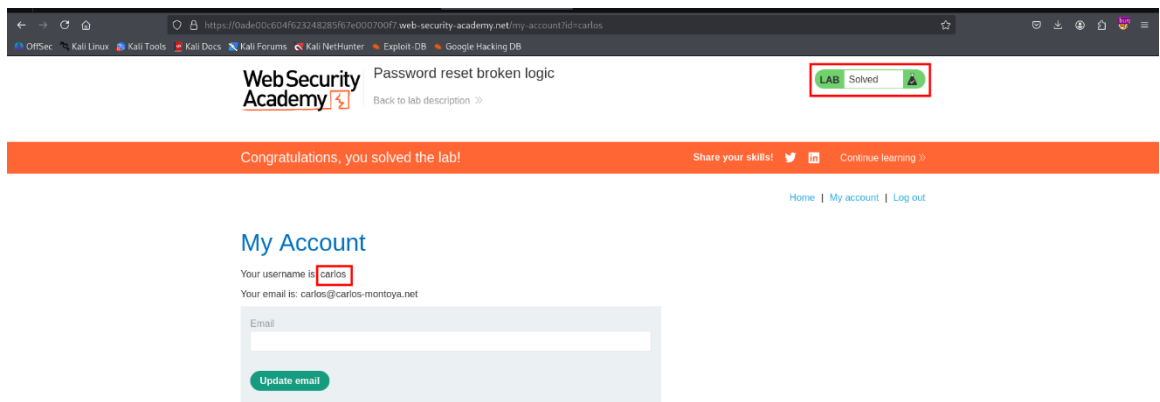 https://0ade00c604f623248285f67e000700f7.web-security-academy.net/my-account?id=carlos
OffSec Kali Linux Kali Tools Kali Docs Kali Forums Kali NetHunter Exploit-DB Google Hacking DB
WebSecurity Academy
Password reset broken logic
Back to lab description
LAB Solved
Congratulations, you solved the lab!
Share your skills! in Continue learning
Home | My account | Log out
My Account
Your username is: carlos
Your email is: carlos@carlos-montoya.net
Email
Update email